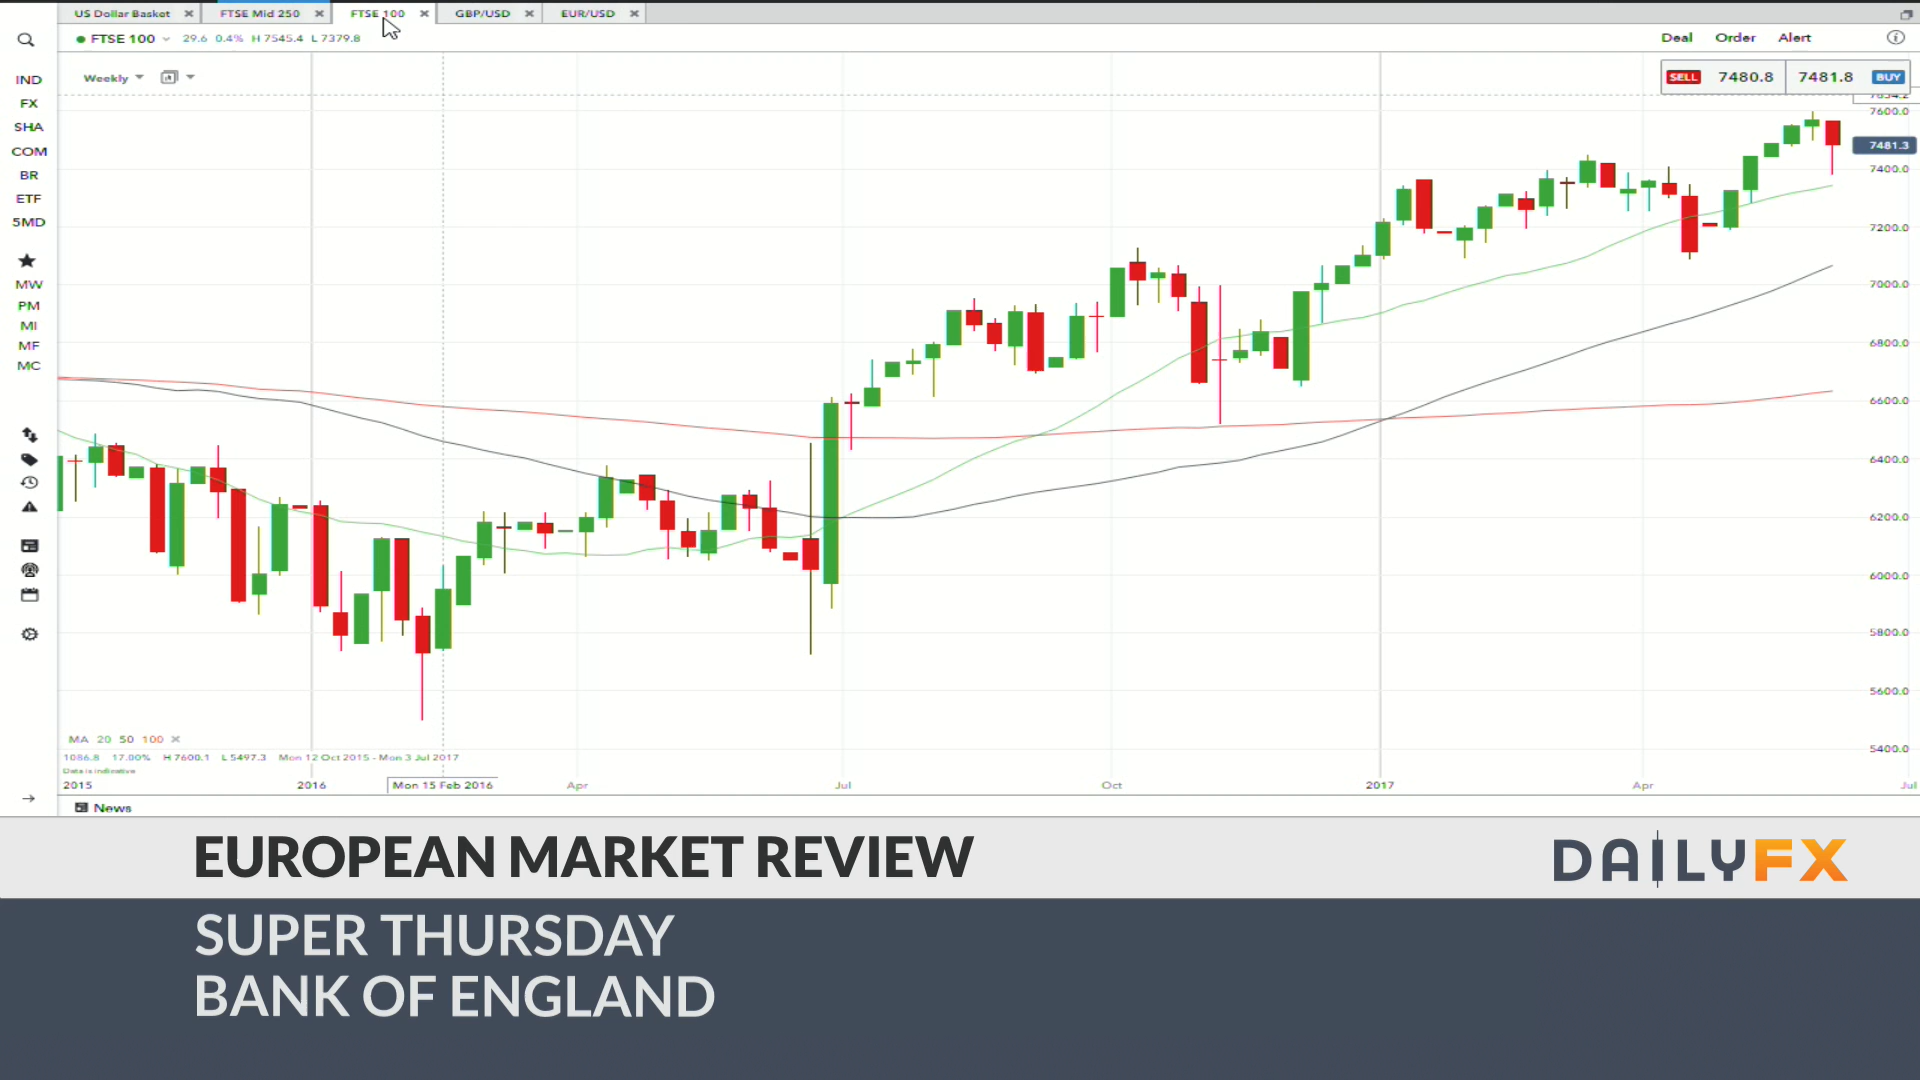 US Dollar Basket
FTSE Mid 250
FTSE 100
GBP/USD
EUR/USD
FTSE 100 29.6 0.4% H 7545.4 L 7379.8
Deal Order Alert
Weekly
SELL 7480.8 7481.8 BUY
IND
FX
SHA
COM
BR
ETF
5MD
MW
PM
MI
MF
MC
7600.0
7481.3
7400.0
7200.0
7000.0
6800.0
6600.0
6400.0
6200.0
6000.0
5800.0
5600.0
5400.0
MA 20 50 100
1086.8 17.00% H 7600.1 L 5497.3 Mon 12 Oct 2015 - Mon 3 Jul 2017
Data is indicative
2015 2016 Mon 15 Feb 2016 Apr Jul Oct 2017 Apr Jul
News
EUROPEAN MARKET REVIEW
DAILYFX
SUPER THURSDAY
BANK OF ENGLAND